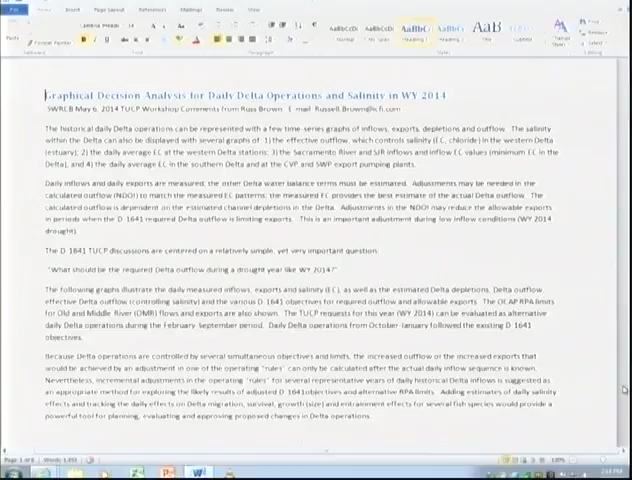 File Home Insert Page Layout References Mailings Review View
Format Painter
AaBbCcDc AaBbCcDc AaBbC AaBbCc AaB
Normal Heading 1 Title
Paragraph
Graphical Decision Analysis for Daily Delta Operations and Salinity in WY 2014
SWRCB May 6, 2014 TUCP Workshop Comments from Russ Brown E mail Russell.Brown@icfi.com
The historical daily Delta operations can be represented with a few time-series graphs of inflows, exports, depletions and outflow. The salinity
within the Delta can also be displayed with several graphs of 1) the effective outflow, which controls salinity (EC, chloride) in the western Delta
(estuary); 2) the daily average EC at the western Delta stations; 3) the Sacramento River and SJR inflows and inflow EC values (minimum EC in the
Delta), and 4) the daily average EC in the southern Delta and at the CVP and SWP export pumping plants.
Daily inflows and daily exports are measured, the other Delta water balance terms must be estimated. Adjustments may be needed in the
calculated outflow (NDOI) to match the measured EC patterns; the measured EC provides the best estimate of the actual Delta outflow. The
calculated outflow is dependent on the estimated channel depletions in the Delta. Adjustments in the NDOI may reduce the allowable exports
in periods when the D 1641 required Delta outflow is limiting exports. This is an important adjustment during low inflow conditions (WY 2014
drought).
The D 1641 TUCP discussions are centered on a relatively simple, yet very important question
"What should be the required Delta outflow during a drought year like WY 2014?"
The following graphs illustrate the daily measured inflows, exports and salinity (EC), as well as the estimated Delta depletions, Delta outflow,
effective Delta outflow (controlling salinity) and the various D 1641 objectives for required outflow and allowable exports. The OCAP RPA limits
for Old and Middle River (OMR) flows and exports are also shown. The TUCP requests for this year (WY 2014) can be evaluated as alternative
daily Delta operations during the February September period. Daily Delta operations from October-January followed the existing D 1641
objectives.
Because Delta operations are controlled by several simultaneous objectives and limits, the increased outflow or the increased exports that
would be achieved by an adjustment in one of the operating "rules" can only be calculated after the actual daily inflow sequence is known.
Nevertheless, incremental adjustments in the operating "rules" for several representative years of daily historical Delta inflows is suggested as
an appropriate method for exploring the likely results of adjusted D 1641 objectives and alternative RPA limits. Adding estimates of daily salinity
effects and tracking the daily effects on Delta migration, survival, growth (size) and entrainment effects for several fish species would provide a
powerful tool for planning, evaluating and approving proposed changes in Delta operations.